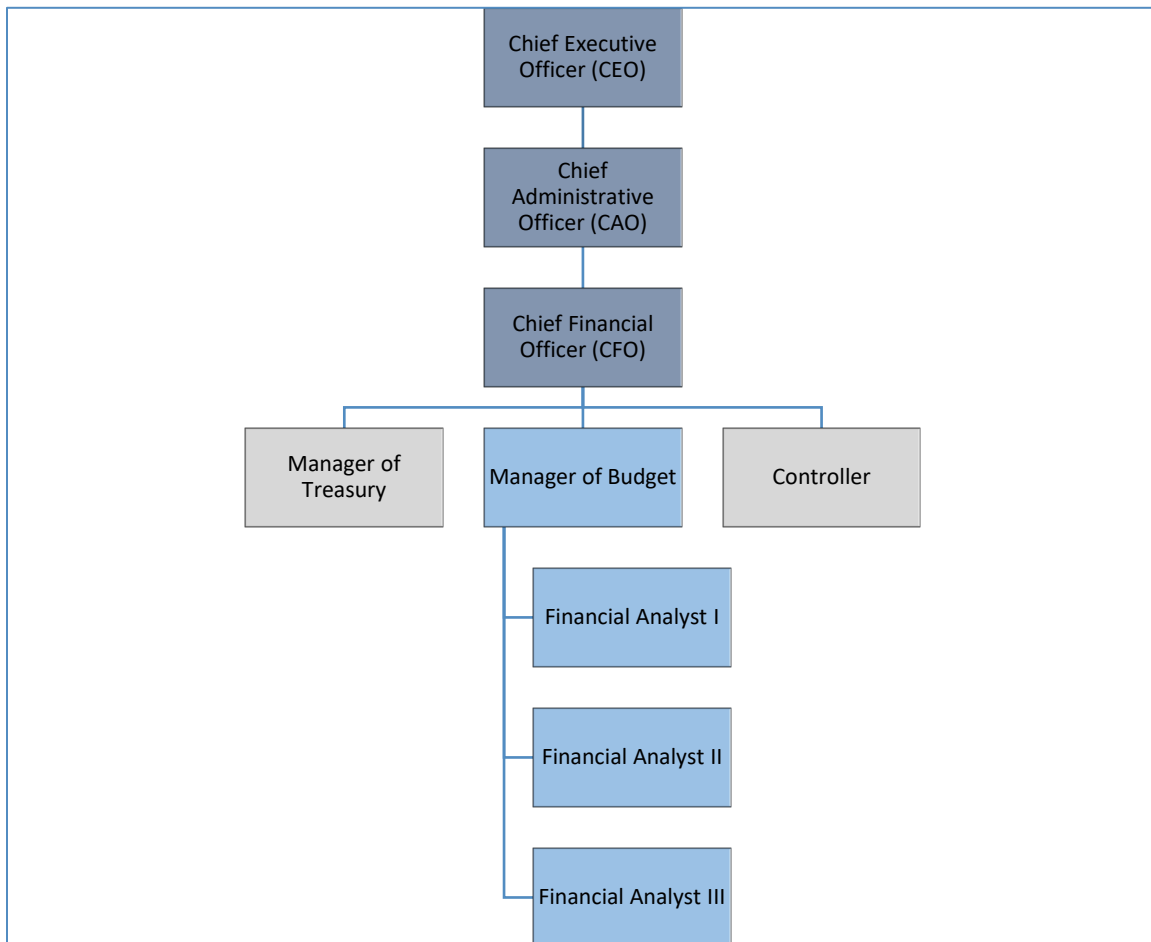 Chief Executive
Officer (CEO)
Chief
Administrative
Officer (CAO)
Chief Financial
Officer (CFO)
Manager of
Treasury
Manager of Budget
Controller
Financial Analyst I
Financial Analyst II
Financial Analyst III